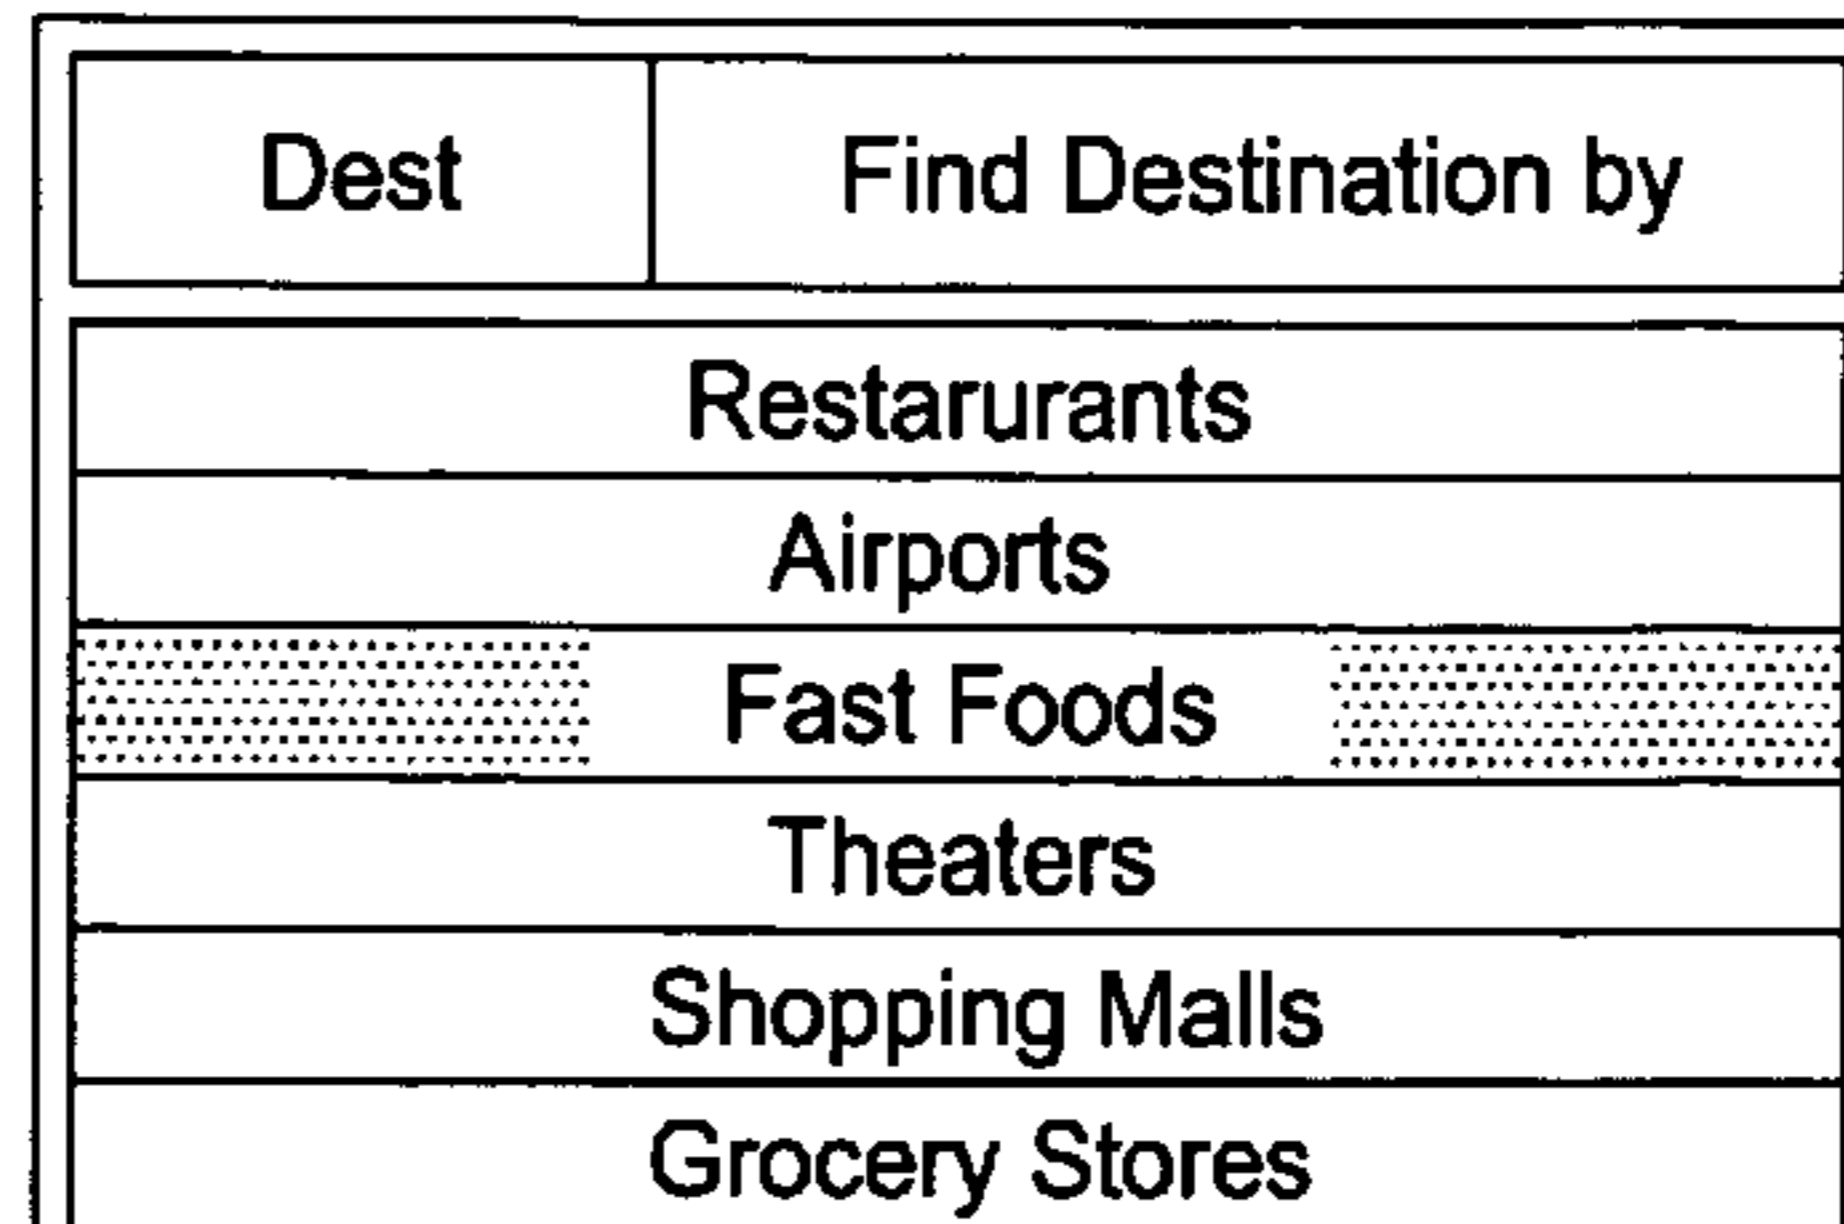 Dest Find Destination by
Restarurants
Airports
Fast Foods
Theaters
Shopping Malls
Grocery Stores